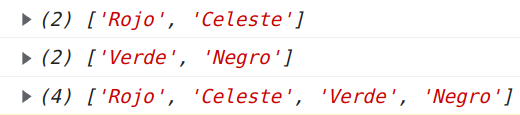 (2) ['Rojo', 'Celeste']
(2) ['Verde', 'Negro']
(4) ['Rojo', 'Celeste', 'Verde', 'Negro']